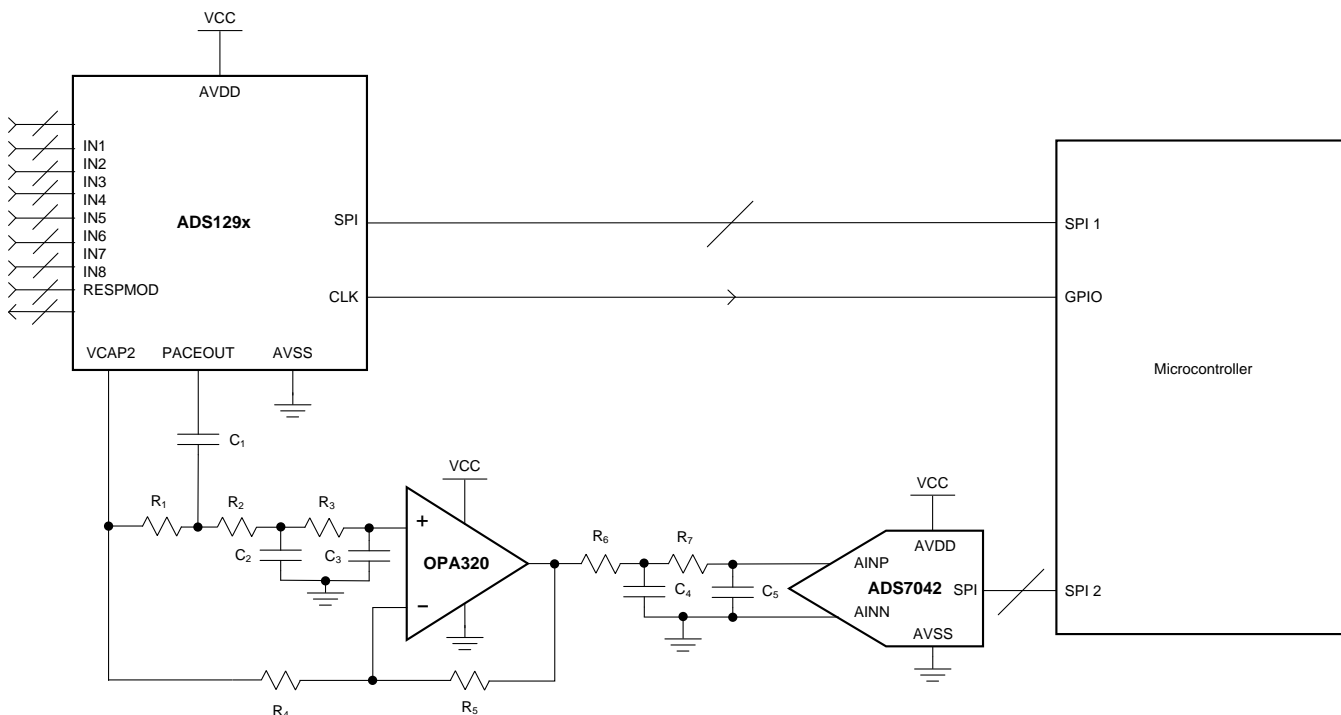 VCC
AVDD
IN1
IN2
IN3
IN4
IN5
IN6
IN7
IN8
RESPMOD
ADS129x
SPI
CLK
VCAP2
PACEOUT
AVSS
SPI 1
GPIO
Microcontroller
SPI 2
C1
R1
R2
R3
C2
C3
VCC
+
OPA320
−
R4
R5
R6
R7
C4
C5
VCC
AVDD
AINP
ADS7042
SPI
AINN
AVSS